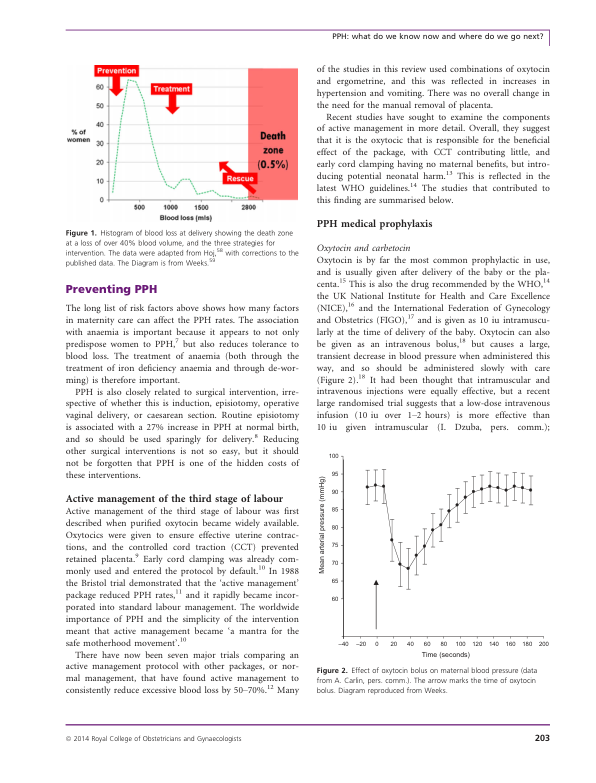 PPH: what do we know now and where do we go next?
Prevention
Treatment
Rescue
Death
zone
(0.5%)
% of
women
60
50
40
30
20
10
0
500
1000
1500
2800
Blood loss (mls)
Figure 1. Histogram of blood loss at delivery showing the death zone
at a loss of over 40% blood volume, and the three strategies for
intervention. The data were adapted from Hoj,58 with corrections to the
published data. The Diagram is from Weeks.59
Preventing PPH
The long list of risk factors above shows how many factors
in maternity care can affect the PPH rates. The association
with anaemia is important because it appears to not only
predispose women to PPH,7 but also reduces tolerance to
blood loss. The treatment of anaemia (both through the
treatment of iron deficiency anaemia and through de-wor-
ming) is therefore important.
PPH is also closely related to surgical intervention, irre-
spective of whether this is induction, episiotomy, operative
vaginal delivery, or caesarean section. Routine episiotomy
is associated with a 27% increase in PPH at normal birth,
and so should be used sparingly for delivery.8 Reducing
other surgical interventions is not so easy, but it should
not be forgotten that PPH is one of the hidden costs of
these interventions.
Active management of the third stage of labour
Active management of the third stage of labour was first
described when purified oxytocin became widely available.
Oxytocics were given to ensure effective uterine contrac-
tions, and the controlled cord traction (CCT) prevented
retained placenta.9 Early cord clamping was already com-
monly used and entered the protocol by default.10 In 1988
the Bristol trial demonstrated that the ‘active management’
package reduced PPH rates,11 and it rapidly became incor-
porated into standard labour management. The worldwide
importance of PPH and the simplicity of the intervention
meant that active management became ‘a mantra for the
safe motherhood movement’.10
There have now been seven major trials comparing an
active management protocol with other packages, or nor-
mal management, that have found active management to
consistently reduce excessive blood loss by 50–70%.12 Many
of the studies in this review used combinations of oxytocin
and ergometrine, and this was reflected in increases in
hypertension and vomiting. There was no overall change in
the need for the manual removal of placenta.
Recent studies have sought to examine the components
of active management in more detail. Overall, they suggest
that it is the oxytocic that is responsible for the beneficial
effect of the package, with CCT contributing little, and
early cord clamping having no maternal benefits, but intro-
ducing potential neonatal harm.13 This is reflected in the
latest WHO guidelines.14 The studies that contributed to
this finding are summarised below.
PPH medical prophylaxis
Oxytocin and carbetocin
Oxytocin is by far the most common prophylactic in use,
and is usually given after delivery of the baby or the pla-
centa.15 This is also the drug recommended by the WHO,14
the UK National Institute for Health and Care Excellence
(NICE),16 and the International Federation of Gynecology
and Obstetrics (FIGO),17 and is given as 10 iu intramuscu-
larly at the time of delivery of the baby. Oxytocin can also
be given as an intravenous bolus,18 but causes a large,
transient decrease in blood pressure when administered this
way, and so should be administered slowly with care
(Figure 2).18 It had been thought that intramuscular and
intravenous injections were equally effective, but a recent
large randomised trial suggests that a low-dose intravenous
infusion (10 iu over 1–2 hours) is more effective than
10 iu given intramuscular (I. Dzuba, pers. comm.);
Mean arterial pressure (mmHg)
100
95
90
85
80
75
70
65
60
–40 –20 0 20 40 60 80 100 120 140 160 180 200
Time (seconds)
Figure 2. Effect of oxytocin bolus on maternal blood pressure (data
from A. Carlin, pers. comm.). The arrow marks the time of oxytocin
bolus. Diagram reproduced from Weeks.
© 2014 Royal College of Obstetricians and Gynaecologists
203